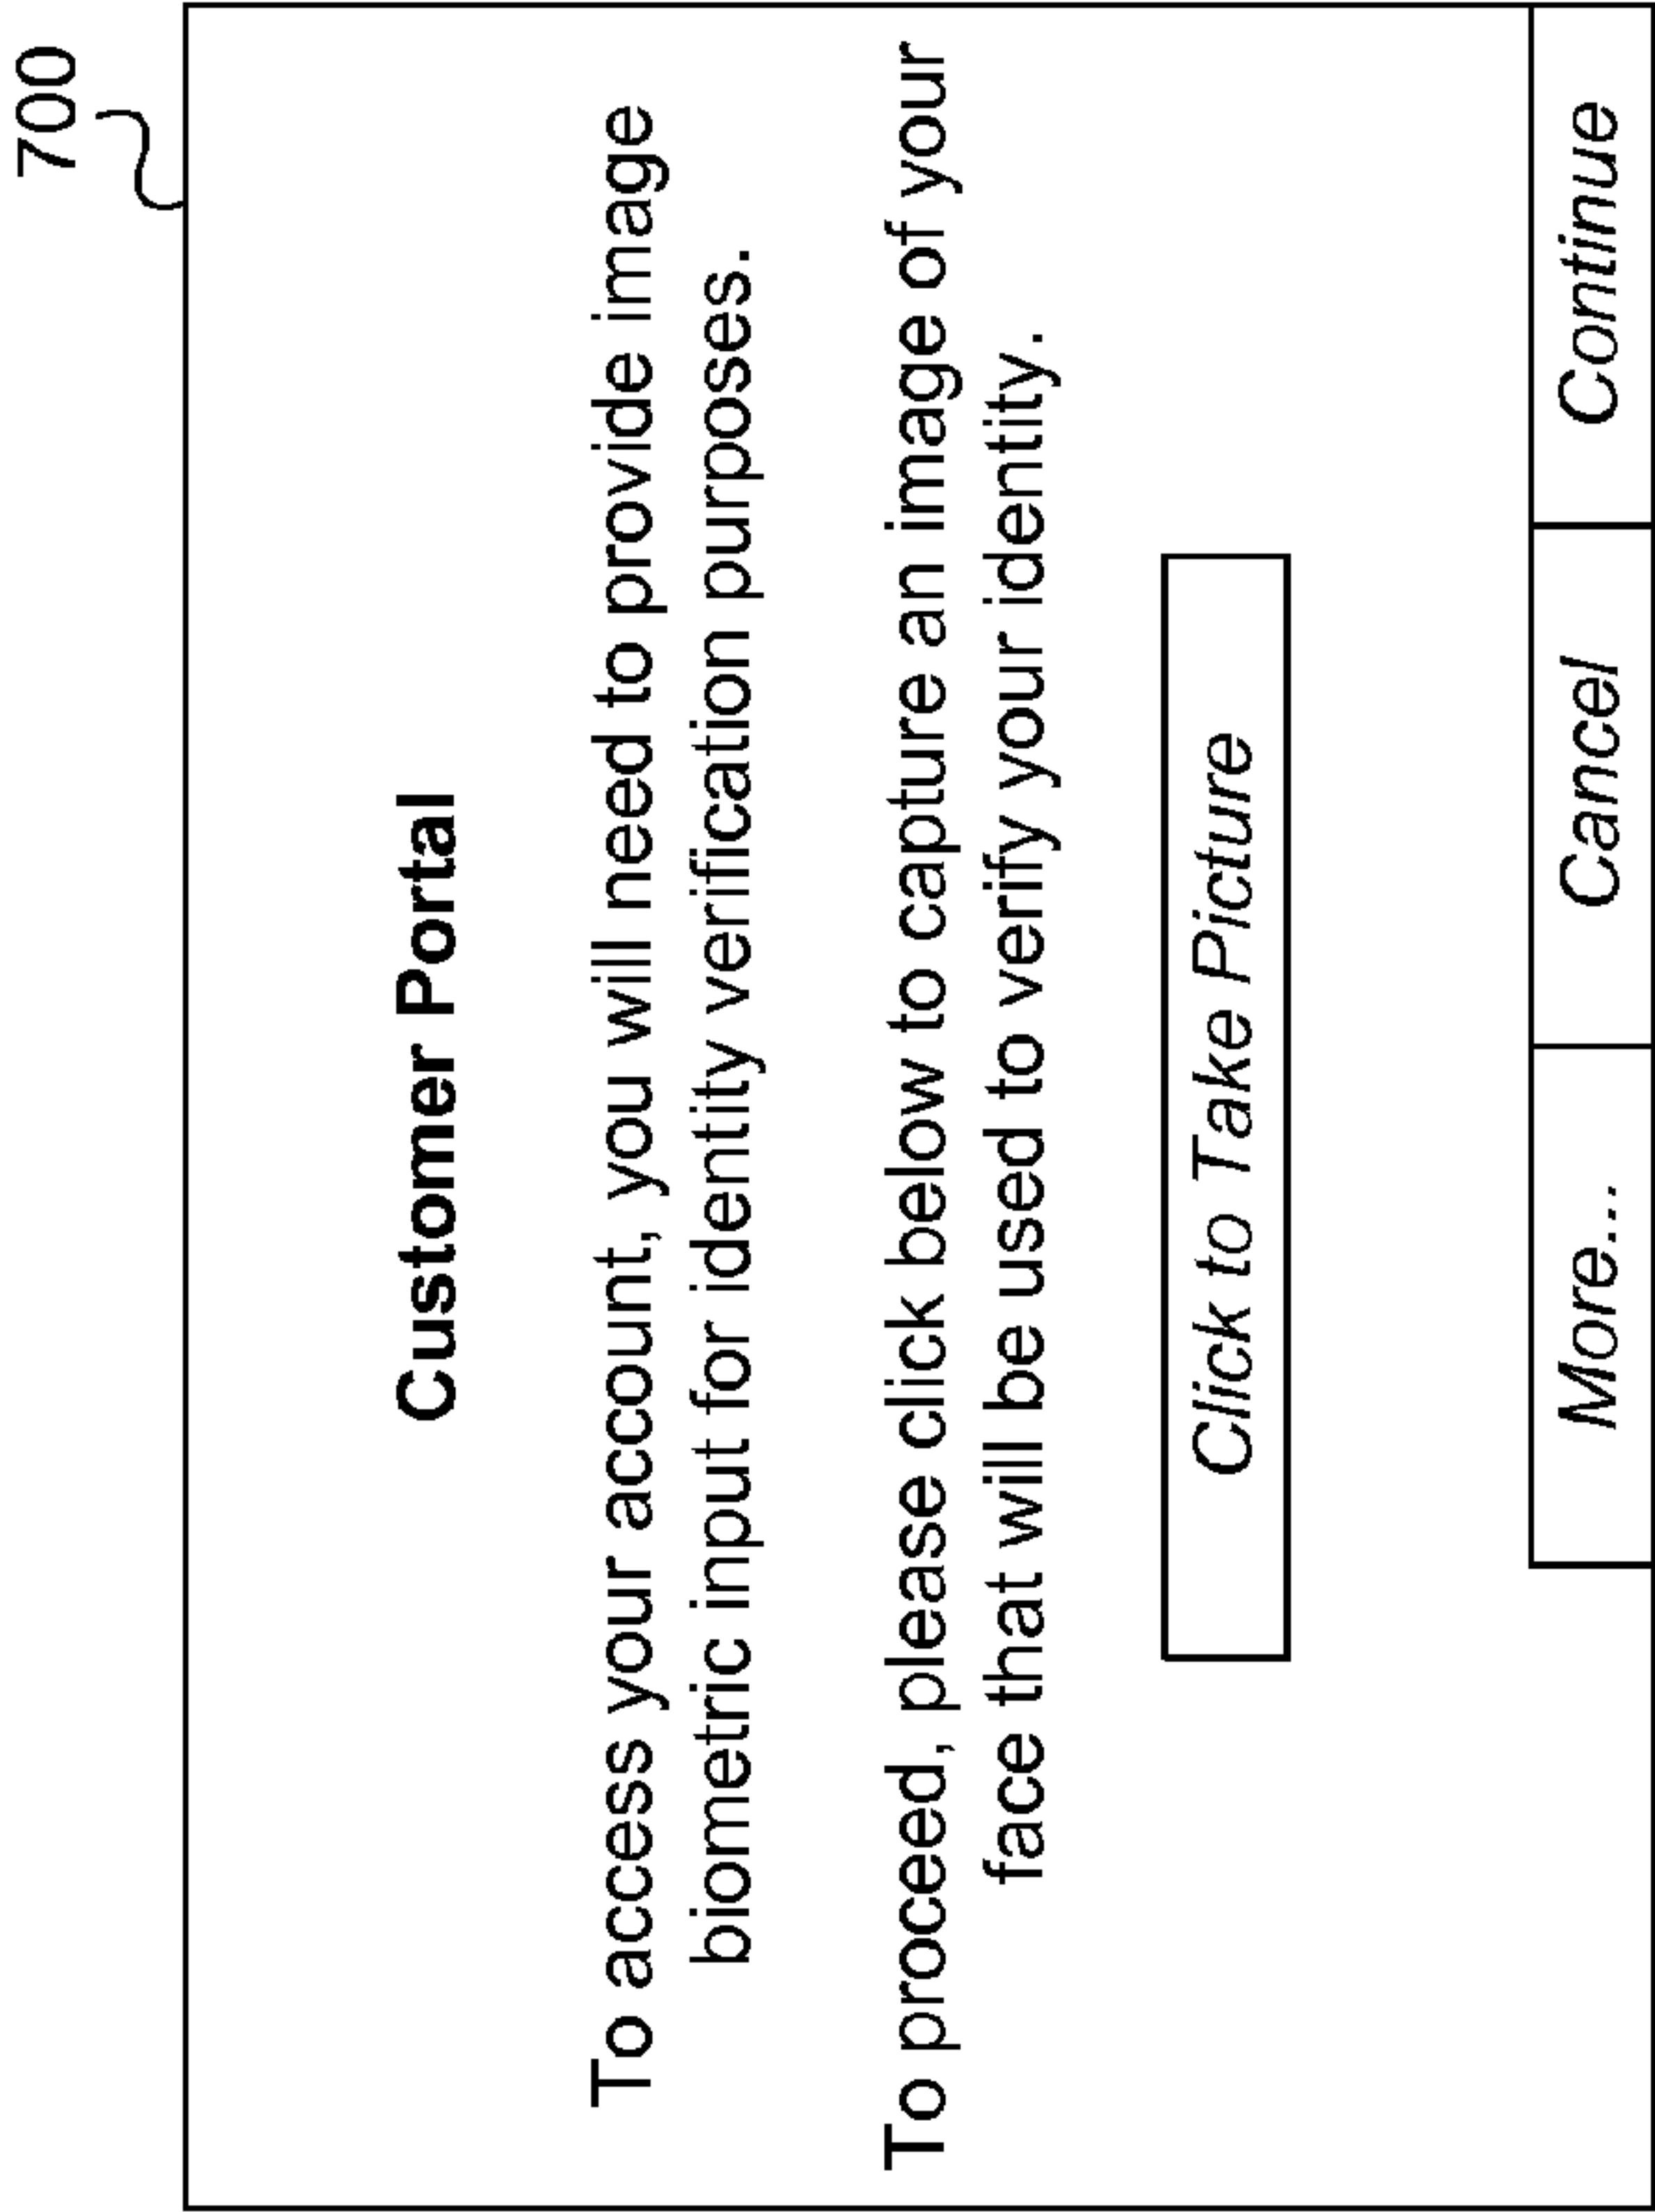 700
Customer Portal
To access your account, you will need to provide image
biometric input for identity verification purposes.
To proceed, please click below to capture an image of your
face that will be used to verify your identity.
Click to Take Picture
More...
Cancel
Continue